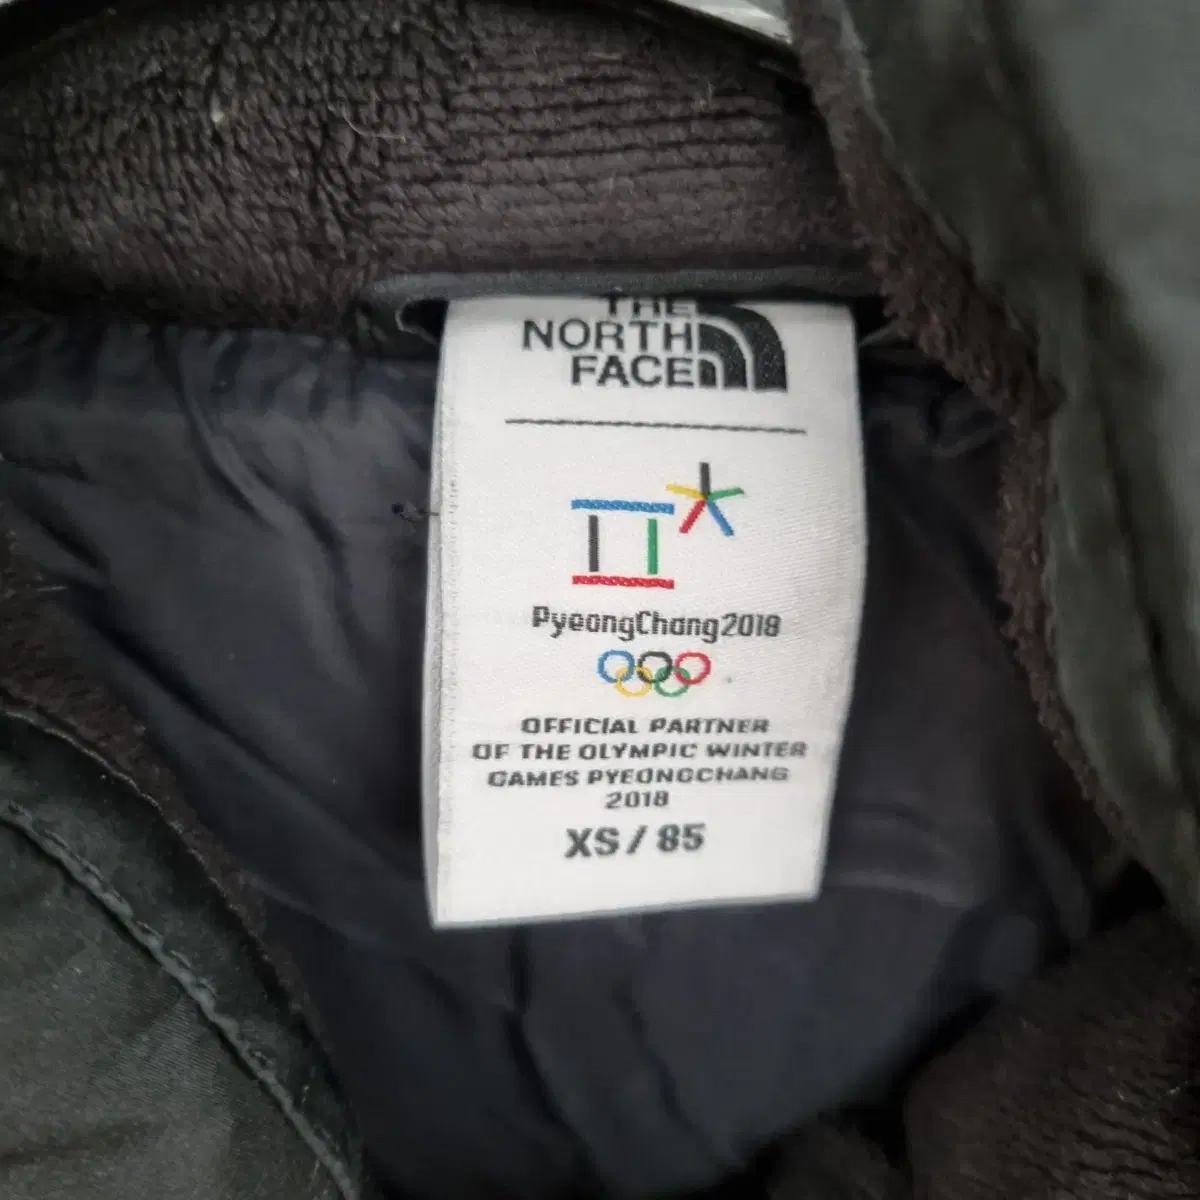 THE
NORTH
FACE
PyeongChang2018
OFFICIAL PARTNER
OF THE OLYMPIC WINTER
GAMES PYEONGCHANG
2018
XS / 85